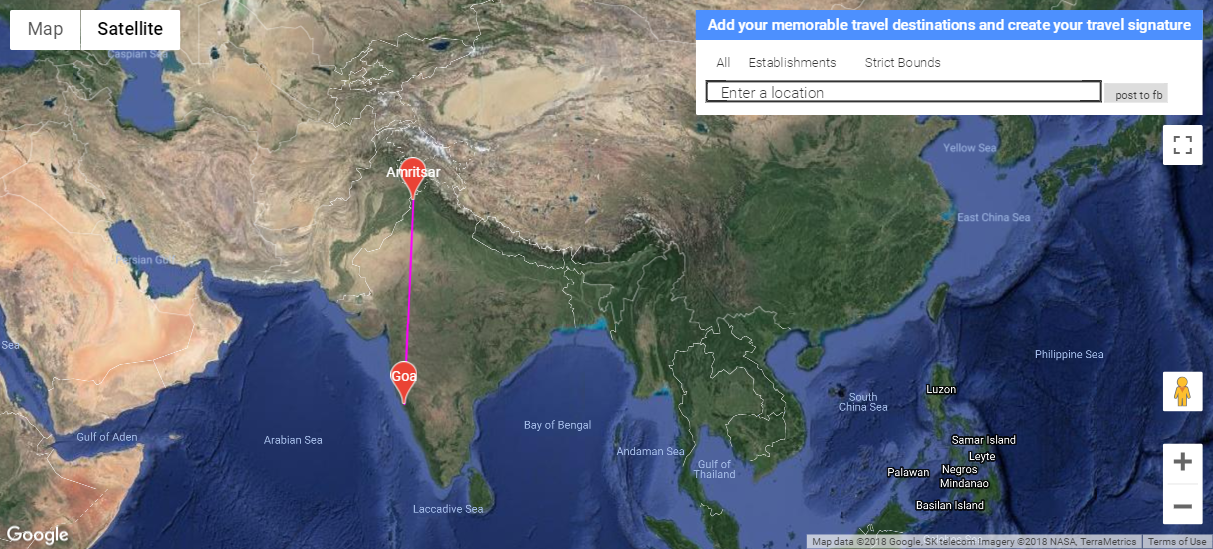 Map Satellite
Add your memorable travel destinations and create your travel signature
All Establishments Strict Bounds
Enter a location
post to fb
Caspian Sea
Yellow Sea
Amritsar
East China Sea
Persian Gulf
Sea
Philippine Sea
Goa
Luzon
South
China Sea
Gulf of Aden
Arabian Sea
Bay of Bengal
Samar Island
Andaman Sea
Leyte
Gulf of
Thailand
Palawan
Negros
Mindanao
Laccadive Sea
Basilan Island
Google
Map data ©2018 Google, SK telecom Imagery ©2018 NASA, TerraMetrics
Terms of Use